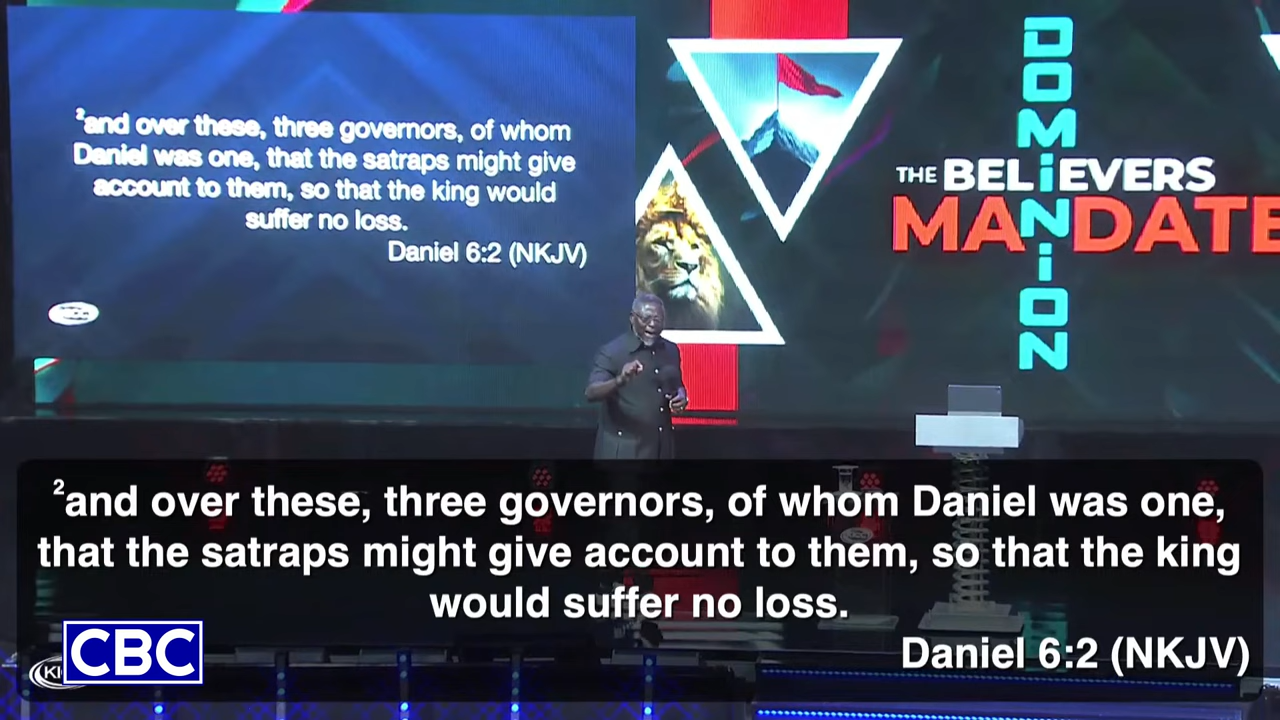 ²and over these, three governors, of whom
Daniel was one, that the satraps might give
account to them, so that the king would
suffer no loss.
Daniel 6:2 (NKJV)
DOMiNiON
THE BELiEVERS
MANDATE
²and over these, three governors, of whom Daniel was one,
that the satraps might give account to them, so that the king
would suffer no loss.
Daniel 6:2 (NKJV)
CBC